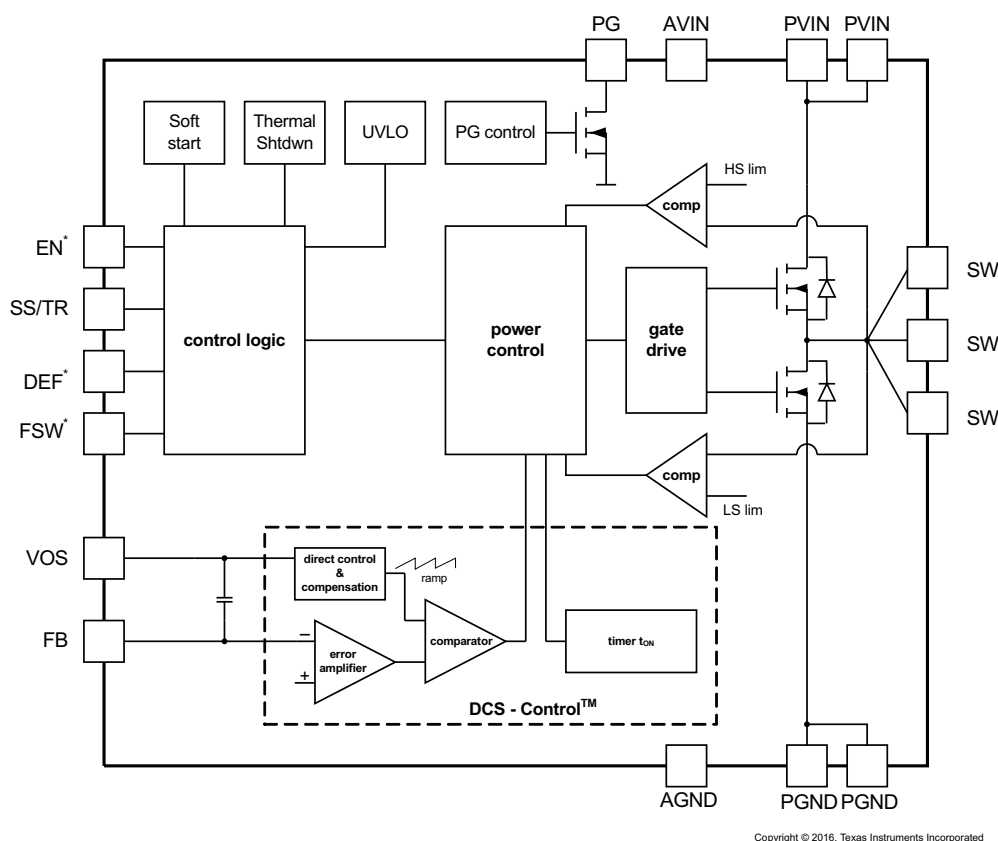 PG
AVIN
PVIN
PVIN
Soft
start
Thermal
Shtdwn
UVLO
PG control
HS lim
comp
EN*
SS/TR
DEF*
FSW*
control logic
power
control
gate
drive
SW
SW
SW
comp
LS lim
VOS
FB
direct control
&
compensation
ramp
−
+
error
amplifier
comparator
timer tON
DCS - Control™
AGND
PGND
PGND
Copyright © 2016, Texas Instruments Incorporated